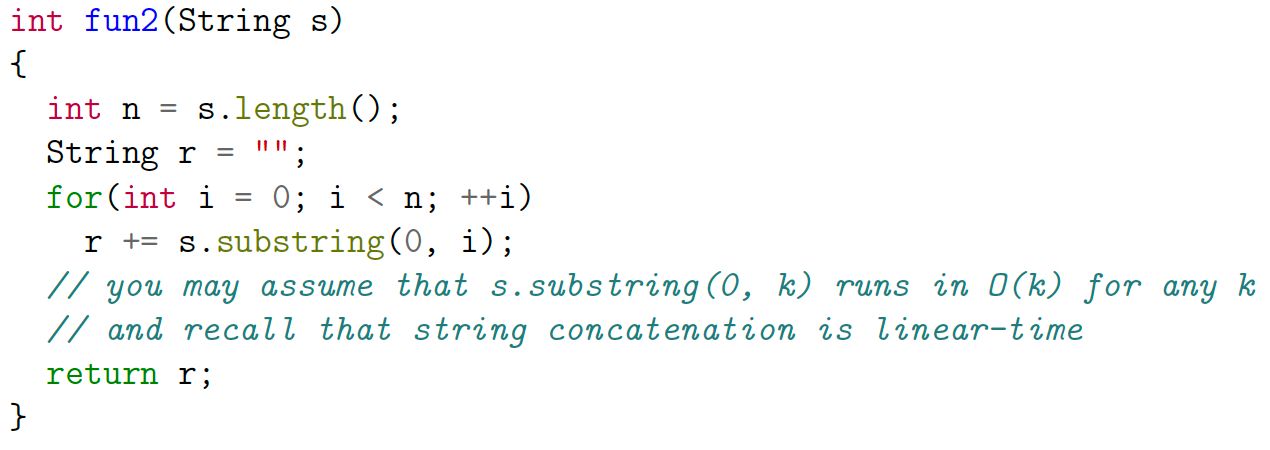 int fun2(String s)
{
  int n = s.length();
  String r = "";
  for(int i = 0; i < n; ++i)
    r += s.substring(0, i);
  // you may assume that s.substring(0, k) runs in O(k) for any k
  // and recall that string concatenation is linear-time
  return r;
}